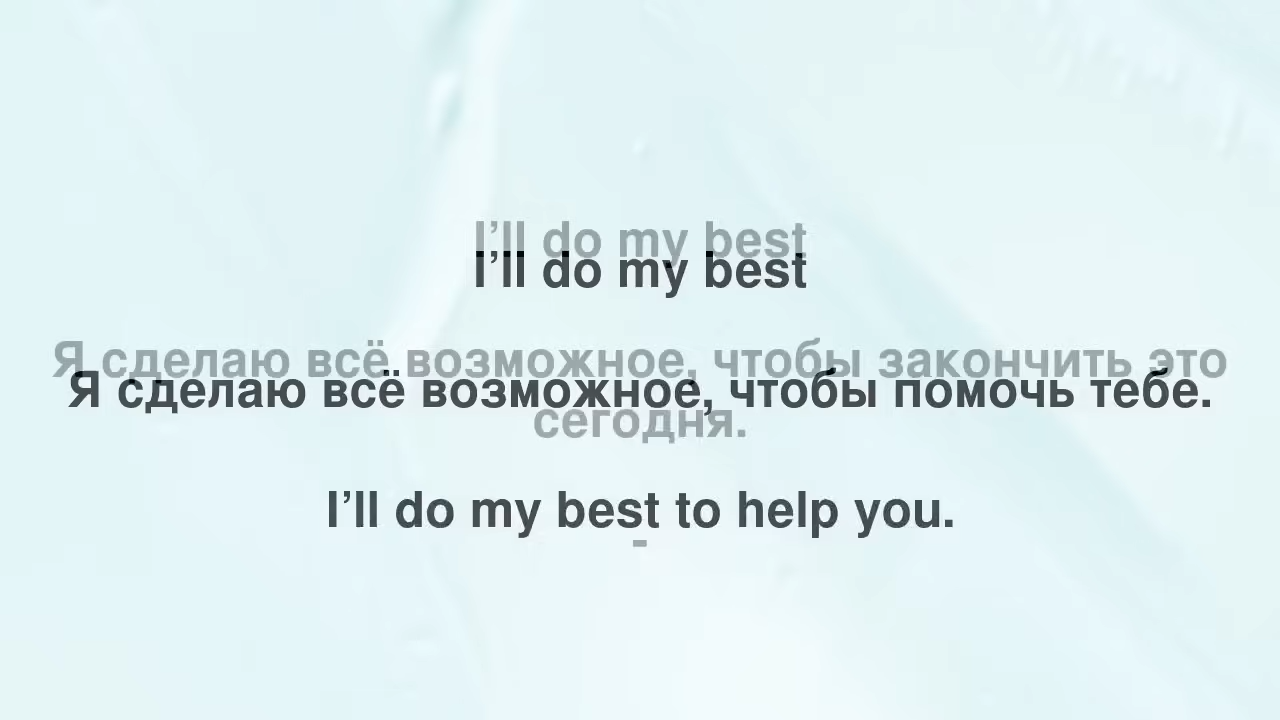 I’ll do my best
I’ll do my best
Я сделаю всё возможное, чтобы закончить это
Я сделаю всё возможное, чтобы помочь тебе.
сегодня.
I’ll do my best to help you.
-